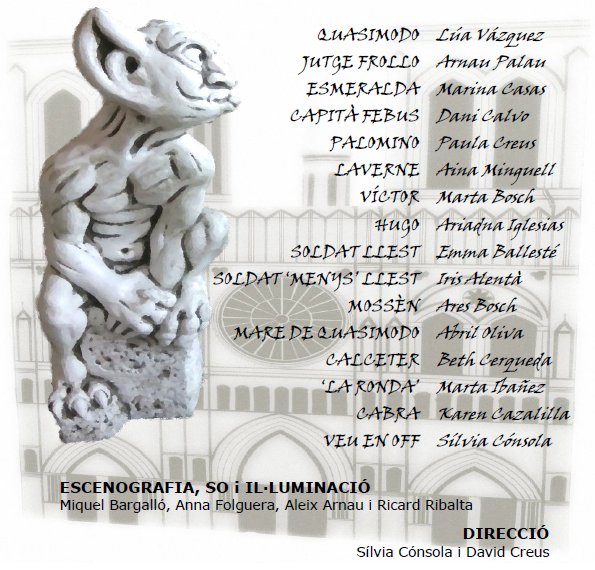 QUASIMODO Lúa Vázquez
JUTGE FROLLO Arnau Palau
ESMERALDA Marina Casas
CAPITÀ FEBUS Dani Calvo
PALOMINO Paula Creus
LAVERNE Aina Minguell
VÍCTOR Marta Bosch
HUGO Ariadna Iglesias
SOLDAT LLEST Emma Ballesté
SOLDAT ‘MENYS’ LLEST Iris Alentà
MOSSÈN Ares Bosch
MARE DE QUASIMODO Abril Oliva
CALCETER Beth Cerqueda
‘LA RONDA’ Marta Ibañez
CABRA Karen Cazalilla
VEU EN OFF Sílvia Cónsola
ESCENOGRAFIA, SO i IL·LUMINACIÓ
Miquel Bargalló, Anna Folguera, Aleix Arnau i Ricard Ribalta
DIRECCIÓ
Sílvia Cónsola i David Creus